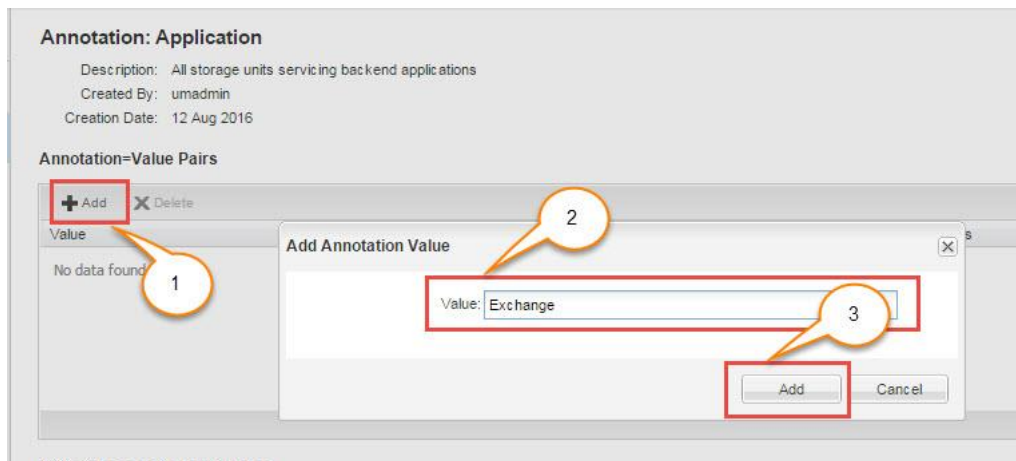 Annotation: Application
Description: All storage units servicing backend applications
Created By: umadmin
Creation Date: 12 Aug 2016
Annotation=Value Pairs
Add Delete
Value
No data found
1
2
Add Annotation Value
Value: Exchange
3
Add Cancel